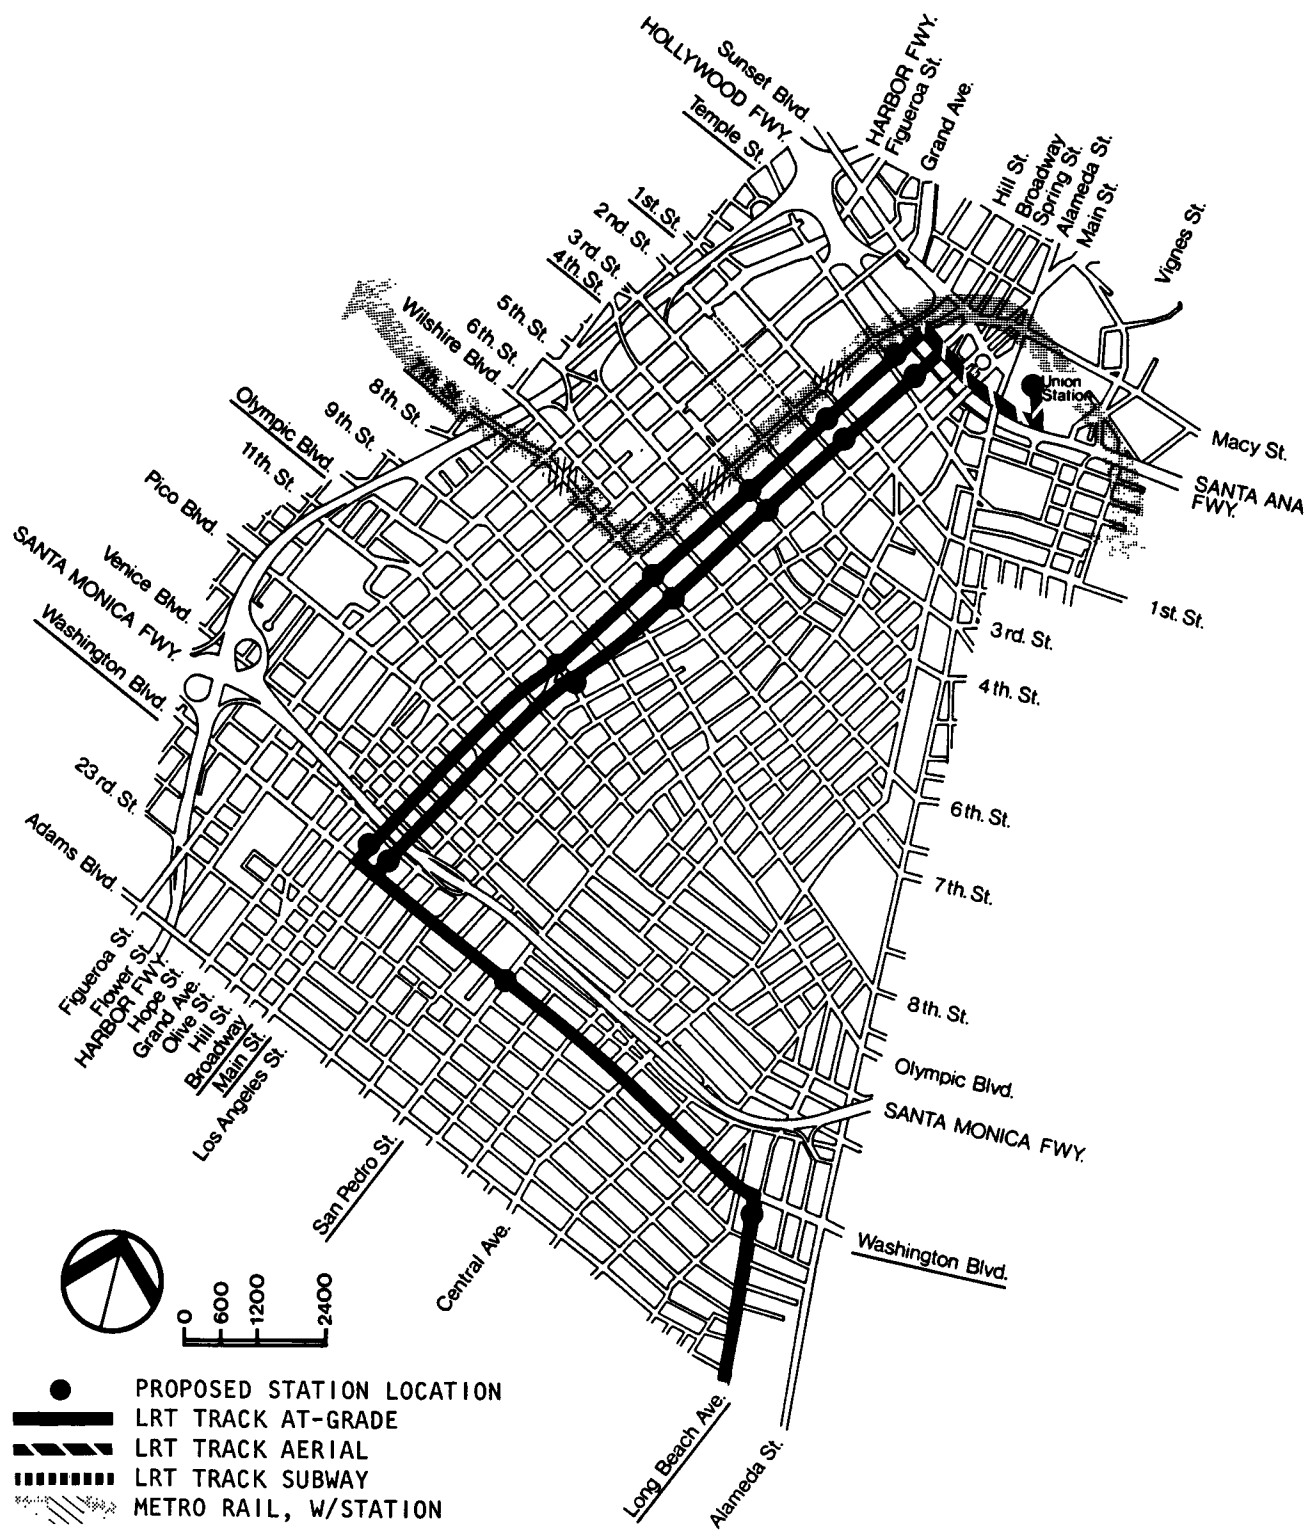 HARBOR FWY.
Figueroa St.
Grand Ave.
Sunset Blvd.
HOLLYWOOD FWY.
Temple St.
Hill St.
Broadway
Spring St.
Alameda St.
Main St.
Vignes St.
1st. St.
2nd. St.
3rd. St.
4th. St.
5th. St.
6th. St.
Wilshire Blvd.
7th. St.
8th. St.
Olympic Blvd.
9th. St.
11th. St.
Pico Blvd.
Venice Blvd.
SANTA MONICA FWY.
Washington Blvd.
23rd. St.
Adams Blvd.
Union
Station
Macy St.
SANTA ANA
FWY.
1st. St.
3rd. St.
4th. St.
6th. St.
7th. St.
8th. St.
Olympic Blvd.
SANTA MONICA FWY.
Washington Blvd.
Figueroa St.
Flower St.
HARBOR FWY.
Hope St.
Grand Ave.
Olive St.
Hill St.
Broadway
Main St.
Los Angeles St.
San Pedro St.
Central Ave.
Long Beach Ave.
Alameda St.
0
600
1200
2400
PROPOSED STATION LOCATION
LRT TRACK AT-GRADE
LRT TRACK AERIAL
LRT TRACK SUBWAY
METRO RAIL, W/STATION